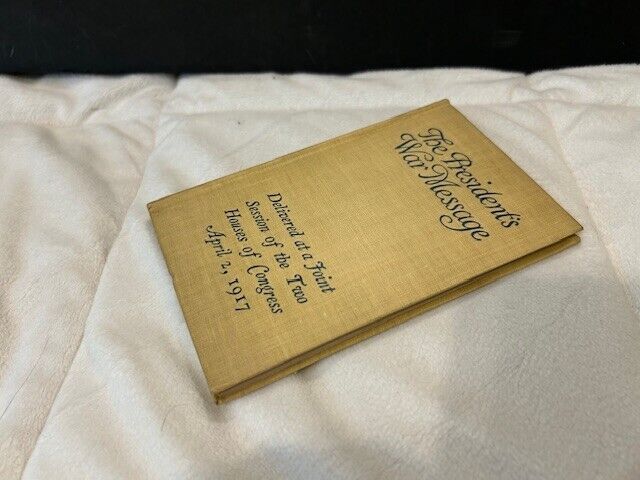 The President's
War Message
Delivered at a Joint
Session of the Two
Houses of Congress
April 2, 1917